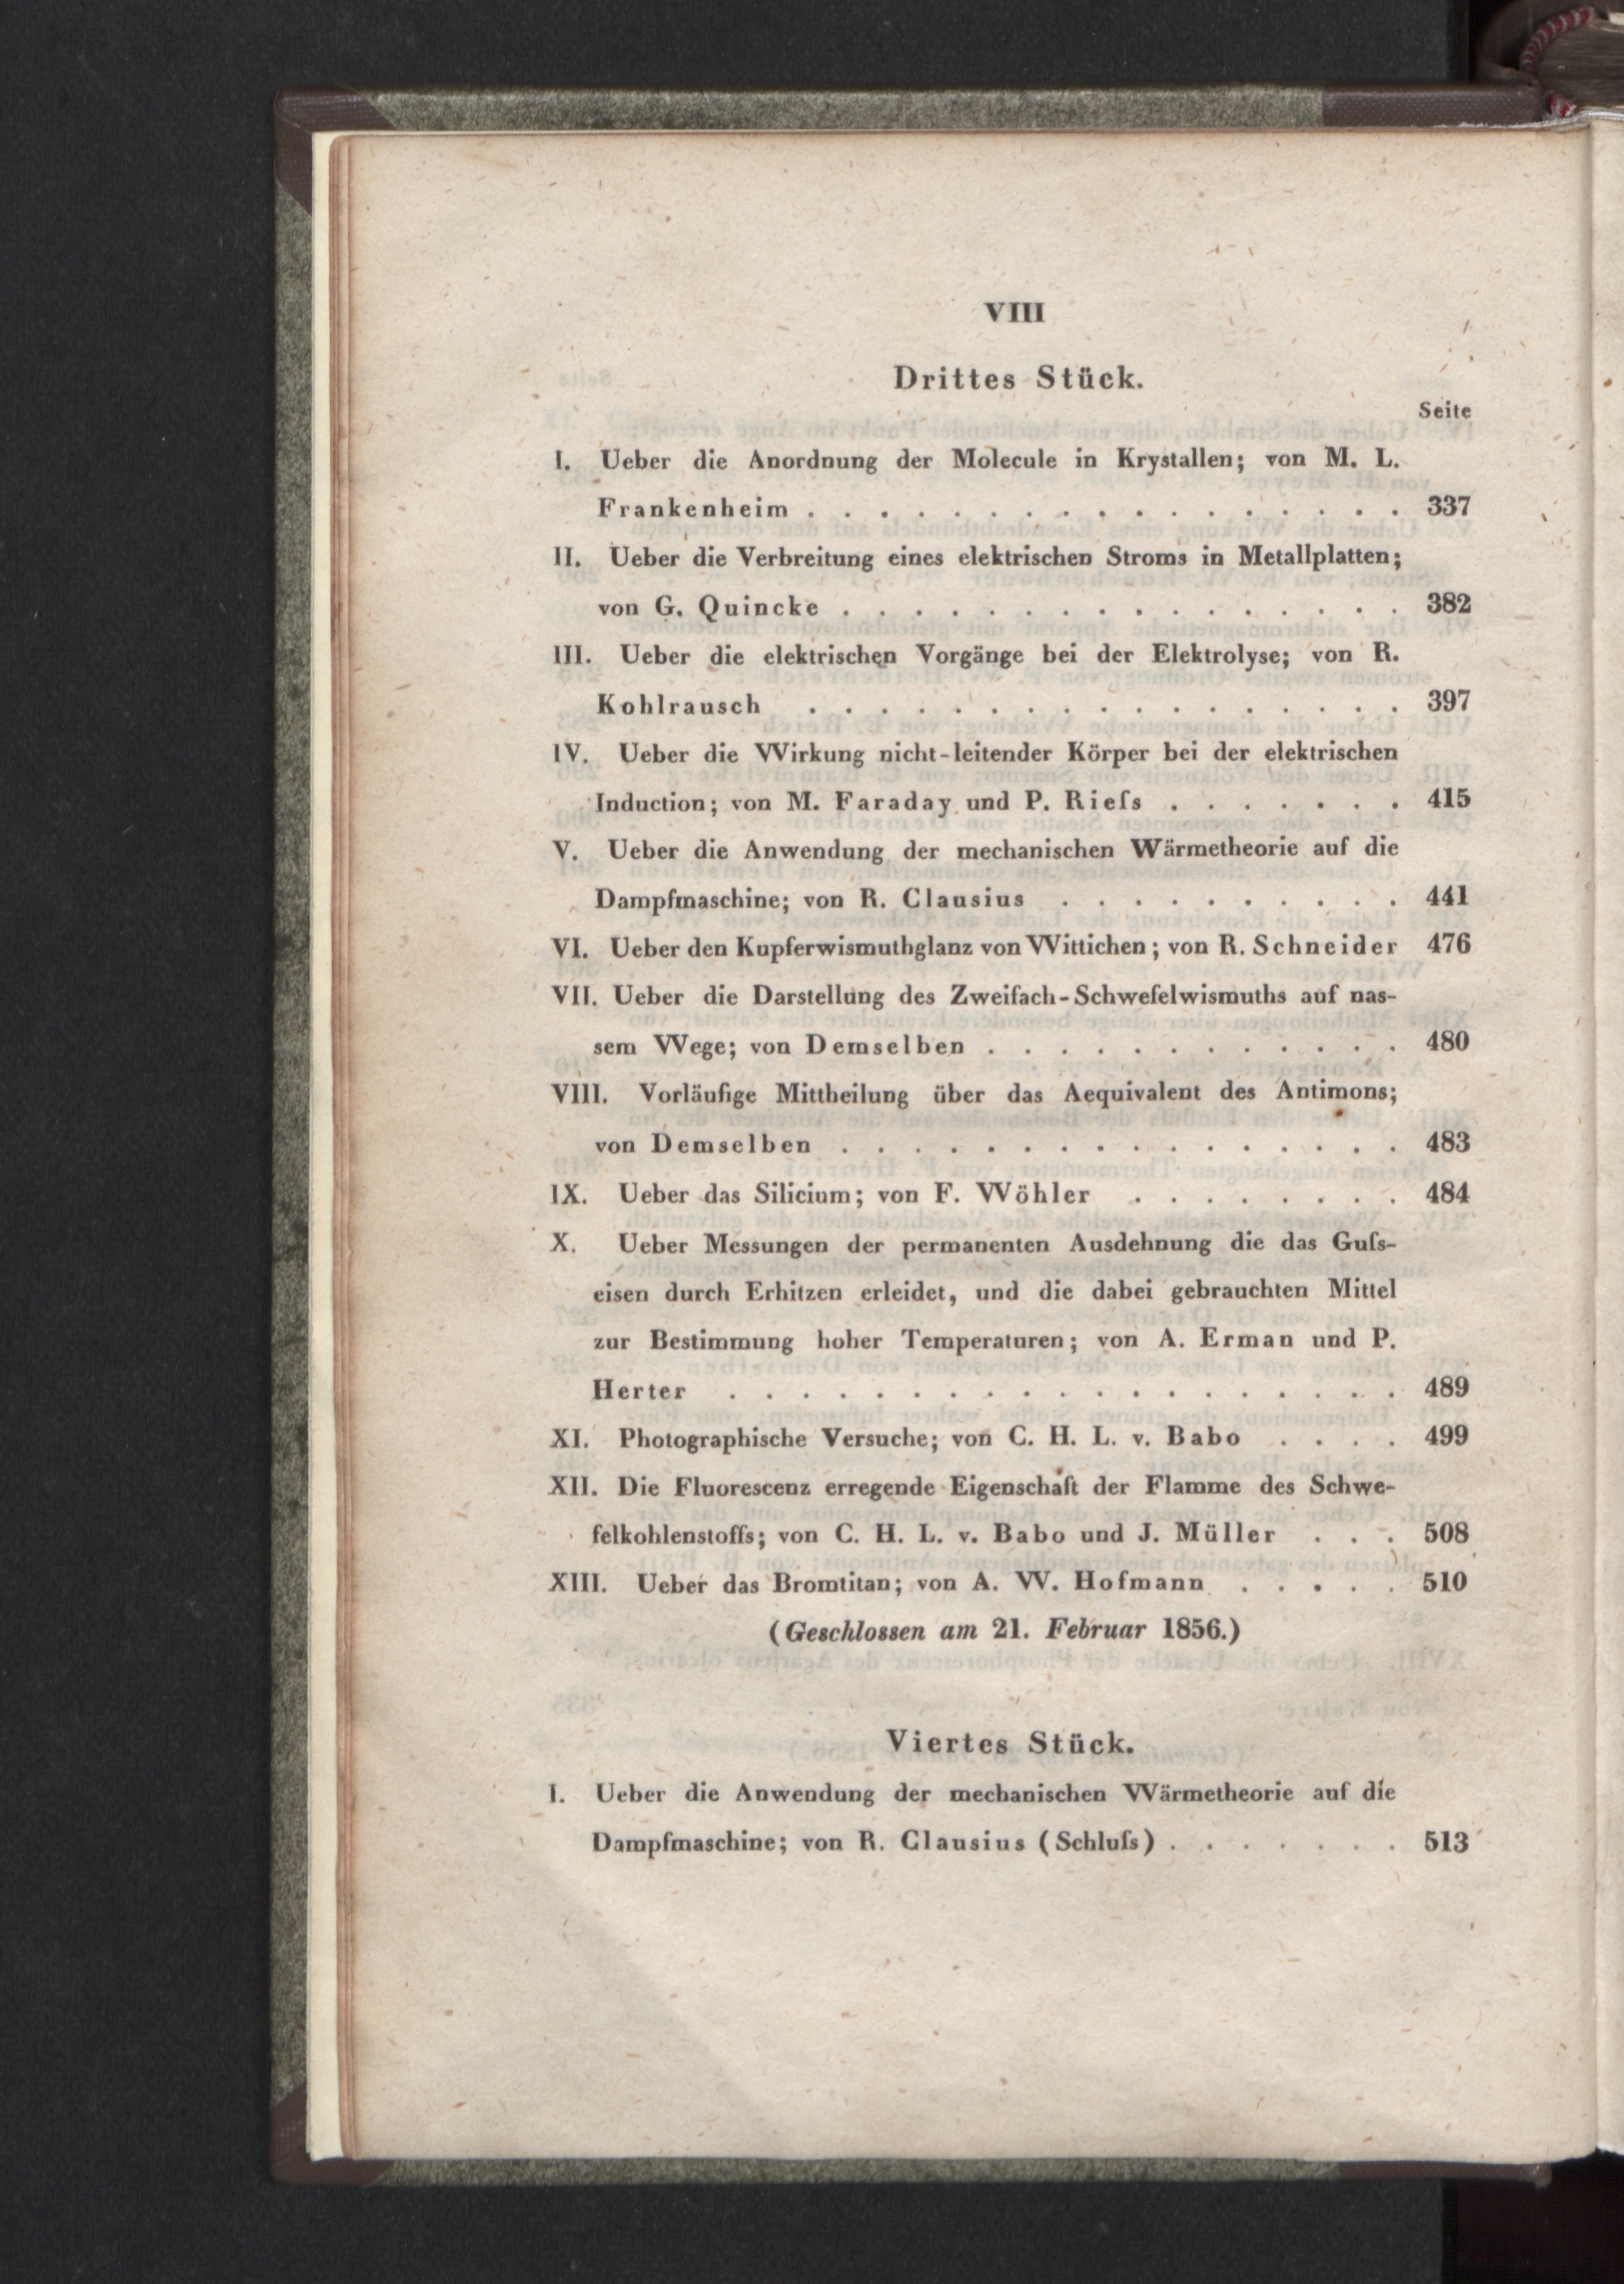 VIII
Drittes Stück.
Seite
I. Ueber die Anordnung der Molecule in Krystallen; von M. L.
Frankenheim . . . . . . . . . . . . . . . . . 337
II. Ueber die Verbreitung eines elektrischen Stroms in Metallplatten;
von G. Quincke . . . . . . . . . . . . . . . . 382
III. Ueber die elektrischen Vorgänge bei der Elektrolyse; von R.
Kohlrausch . . . . . . . . . . . . . . . . . 397
IV. Ueber die Wirkung nicht-leitender Körper bei der elektrischen
Induction; von M. Faraday und P. Rieſs . . . . . . . 415
V. Ueber die Anwendung der mechanischen Wärmetheorie auf die
Dampfmaschine; von R. Clausius . . . . . . . . . . 441
VI. Ueber den Kupferwismuthglanz von Wittichen; von R. Schneider 476
VII. Ueber die Darstellung des Zweifach-Schwefelwismuths auf nas-
sem Wege; von Demselben . . . . . . . . . . . . 480
VIII. Vorläufige Mittheilung über das Aequivalent des Antimons;
von Demselben . . . . . . . . . . . . . . . . 483
IX. Ueber das Silicium; von F. Wöhler . . . . . . . . 484
X. Ueber Messungen der permanenten Ausdehnung die das Guſs-
eisen durch Erhitzen erleidet, und die dabei gebrauchten Mittel
zur Bestimmung hoher Temperaturen; von A. Erman und P.
Herter . . . . . . . . . . . . . . . . . . . 489
XI. Photographische Versuche; von C. H. L. v. Babo . . . . 499
XII. Die Fluorescenz erregende Eigenschaft der Flamme des Schwe-
felkohlenstoffs; von C. H. L. v. Babo und J. Müller . . . 508
XIII. Ueber das Bromtitan; von A. W. Hofmann . . . . . 510
(Geschlossen am 21. Februar 1856.)
Viertes Stück.
I. Ueber die Anwendung der mechanischen Wärmetheorie auf die
Dampfmaschine; von R. Clausius (Schluſs) . . . . . . . 513